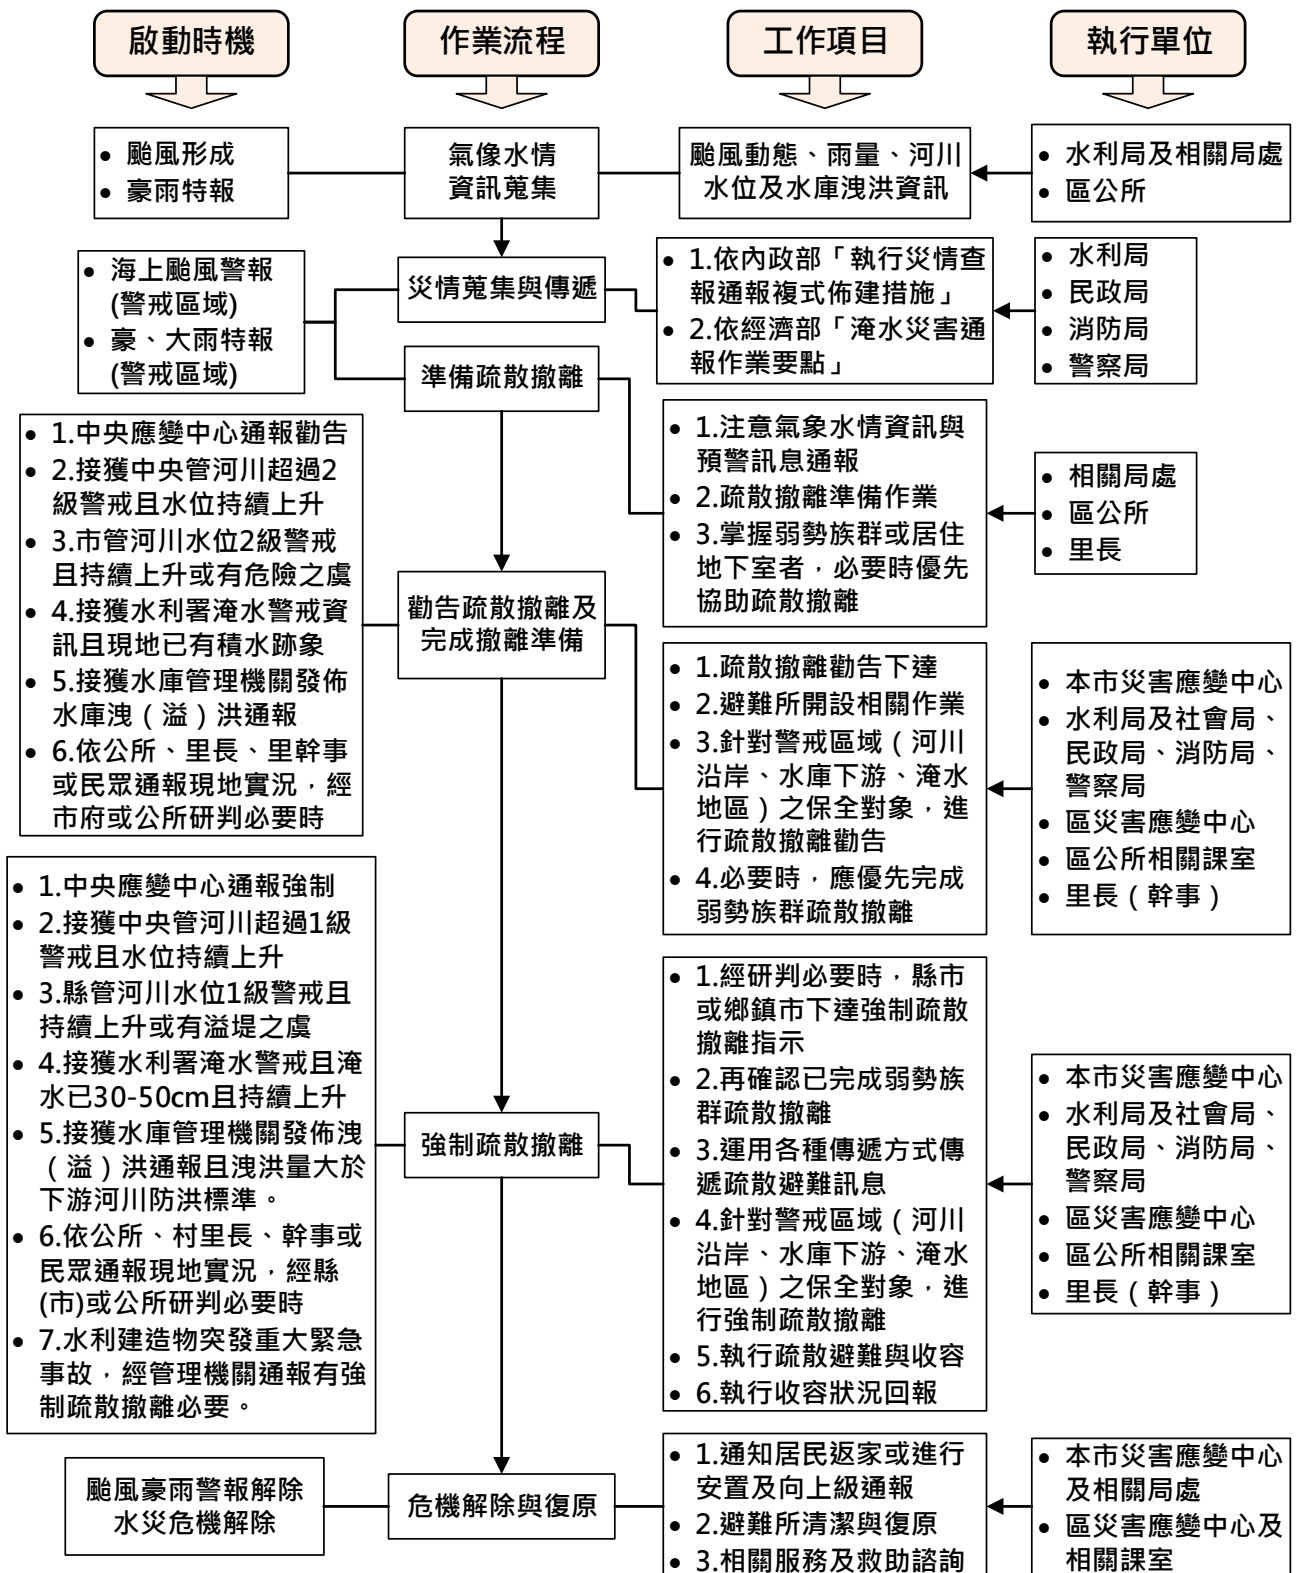 啟動時機
作業流程
工作項目
執行單位
• 颱風形成
• 豪雨特報
氣像水情
資訊蒐集
颱風動態、雨量、河川
水位及水庫洩洪資訊
• 水利局及相關局處
• 區公所
• 海上颱風警報
(警戒區域)
• 豪、大雨特報
(警戒區域)
災情蒐集與傳遞
• 1.依內政部「執行災情查
報通報複式佈建措施」
• 2.依經濟部「淹水災害通
報作業要點」
• 水利局
• 民政局
• 消防局
• 警察局
準備疏散撤離
• 1.注意氣象水情資訊與
預警訊息通報
• 2.疏散撤離準備作業
• 3.掌握弱勢族群或居住
地下室者，必要時優先
協助疏散撤離
• 相關局處
• 區公所
• 里長
• 1.中央應變中心通報勸告
• 2.接獲中央管河川超過2
級警戒且水位持續上升
• 3.市管河川水位2級警戒
且持續上升或有危險之虞
• 4.接獲水利署淹水警戒資
訊且現地已有積水跡象
• 5.接獲水庫管理機關發佈
水庫洩（溢）洪通報
• 6.依公所、里長、里幹事
或民眾通報現地實況，經
市府或公所研判必要時
勸告疏散撤離及
完成撤離準備
• 1.疏散撤離勸告下達
• 2.避難所開設相關作業
• 3.針對警戒區域（河川
沿岸、水庫下游、淹水
地區）之保全對象，進
行疏散撤離勸告
• 4.必要時，應優先完成
弱勢族群疏散撤離
• 本市災害應變中心
• 水利局及社會局、
民政局、消防局、
警察局
• 區災害應變中心
• 區公所相關課室
• 里長（幹事）
• 1.中央應變中心通報強制
• 2.接獲中央管河川超過1級
警戒且水位持續上升
• 3.縣管河川水位1級警戒且
持續上升或有溢堤之虞
• 4.接獲水利署淹水警戒且淹
水已30-50cm且持續上升
• 5.接獲水庫管理機關發佈洩
（溢）洪通報且洩洪量大於
下游河川防洪標準。
• 6.依公所、村里長、幹事或
民眾通報現地實況，經縣
(市)或公所研判必要時
• 7.水利建造物突發重大緊急
事故，經管理機關通報有強
制疏散撤離必要。
強制疏散撤離
• 1.經研判必要時，縣市
或鄉鎮市下達強制疏散
撤離指示
• 2.再確認已完成弱勢族
群疏散撤離
• 3.運用各種傳遞方式傳
遞疏散避難訊息
• 4.針對警戒區域（河川
沿岸、水庫下游、淹水
地區）之保全對象，進
行強制疏散撤離
• 5.執行疏散避難與收容
• 6.執行收容狀況回報
• 本市災害應變中心
• 水利局及社會局、
民政局、消防局、
警察局
• 區災害應變中心
• 區公所相關課室
• 里長（幹事）
颱風豪雨警報解除
水災危機解除
危機解除與復原
• 1.通知居民返家或進行
安置及向上級通報
• 2.避難所清潔與復原
• 3.相關服務及救助諮詢
• 本市災害應變中心
及相關局處
• 區災害應變中心及
相關課室